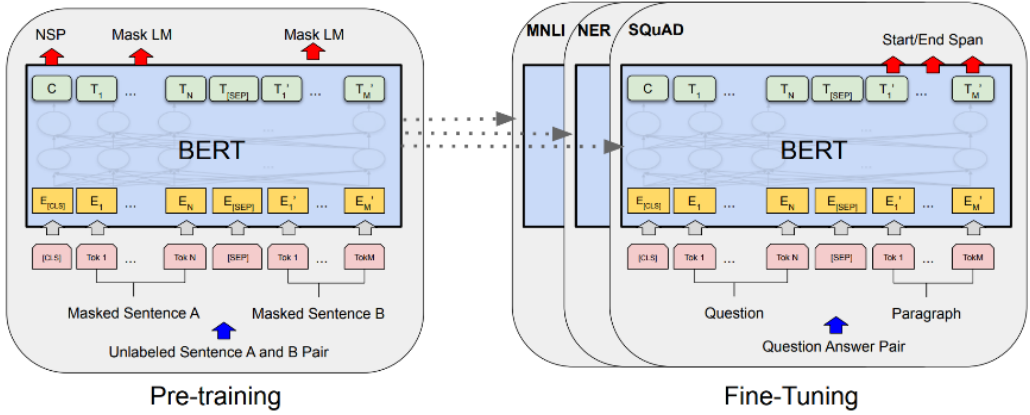 NSP Mask LM Mask LM
C T1 ... TN T[SEP] T1' ... TM'
BERT
E[CLS] E1 ... EN E[SEP] E1' ... EM'
[CLS] Tok 1 ... Tok N [SEP] Tok 1 ... TokM
Masked Sentence A Masked Sentence B
Unlabeled Sentence A and B Pair
Pre-training
MNLI NER SQuAD
Start/End Span
C T1 ... TN T[SEP] T1' ... TM'
BERT
E[CLS] E1 ... EN E[SEP] E1' ... EM'
[CLS] Tok 1 ... Tok N [SEP] Tok 1 ... TokM
Question Paragraph
Question Answer Pair
Fine-Tuning